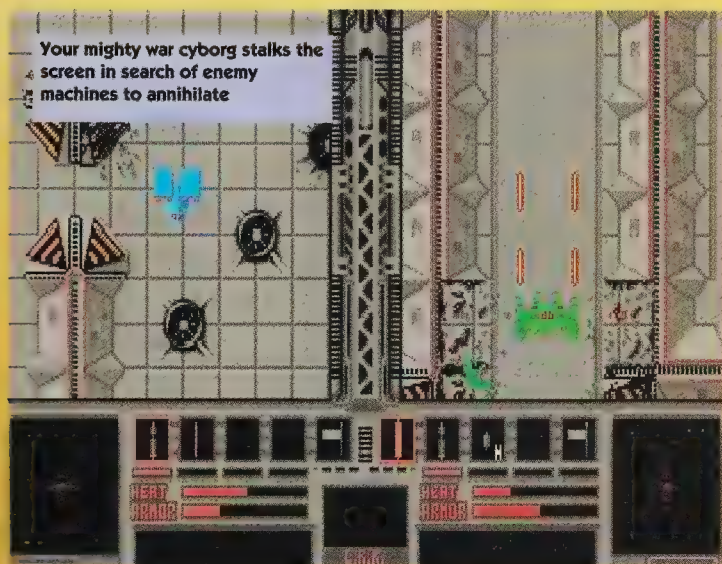 Your mighty war cyborg stalks the
screen in search of enemy
machines to annihilate
HEAT
ARMOR
HEAT
ARMOR